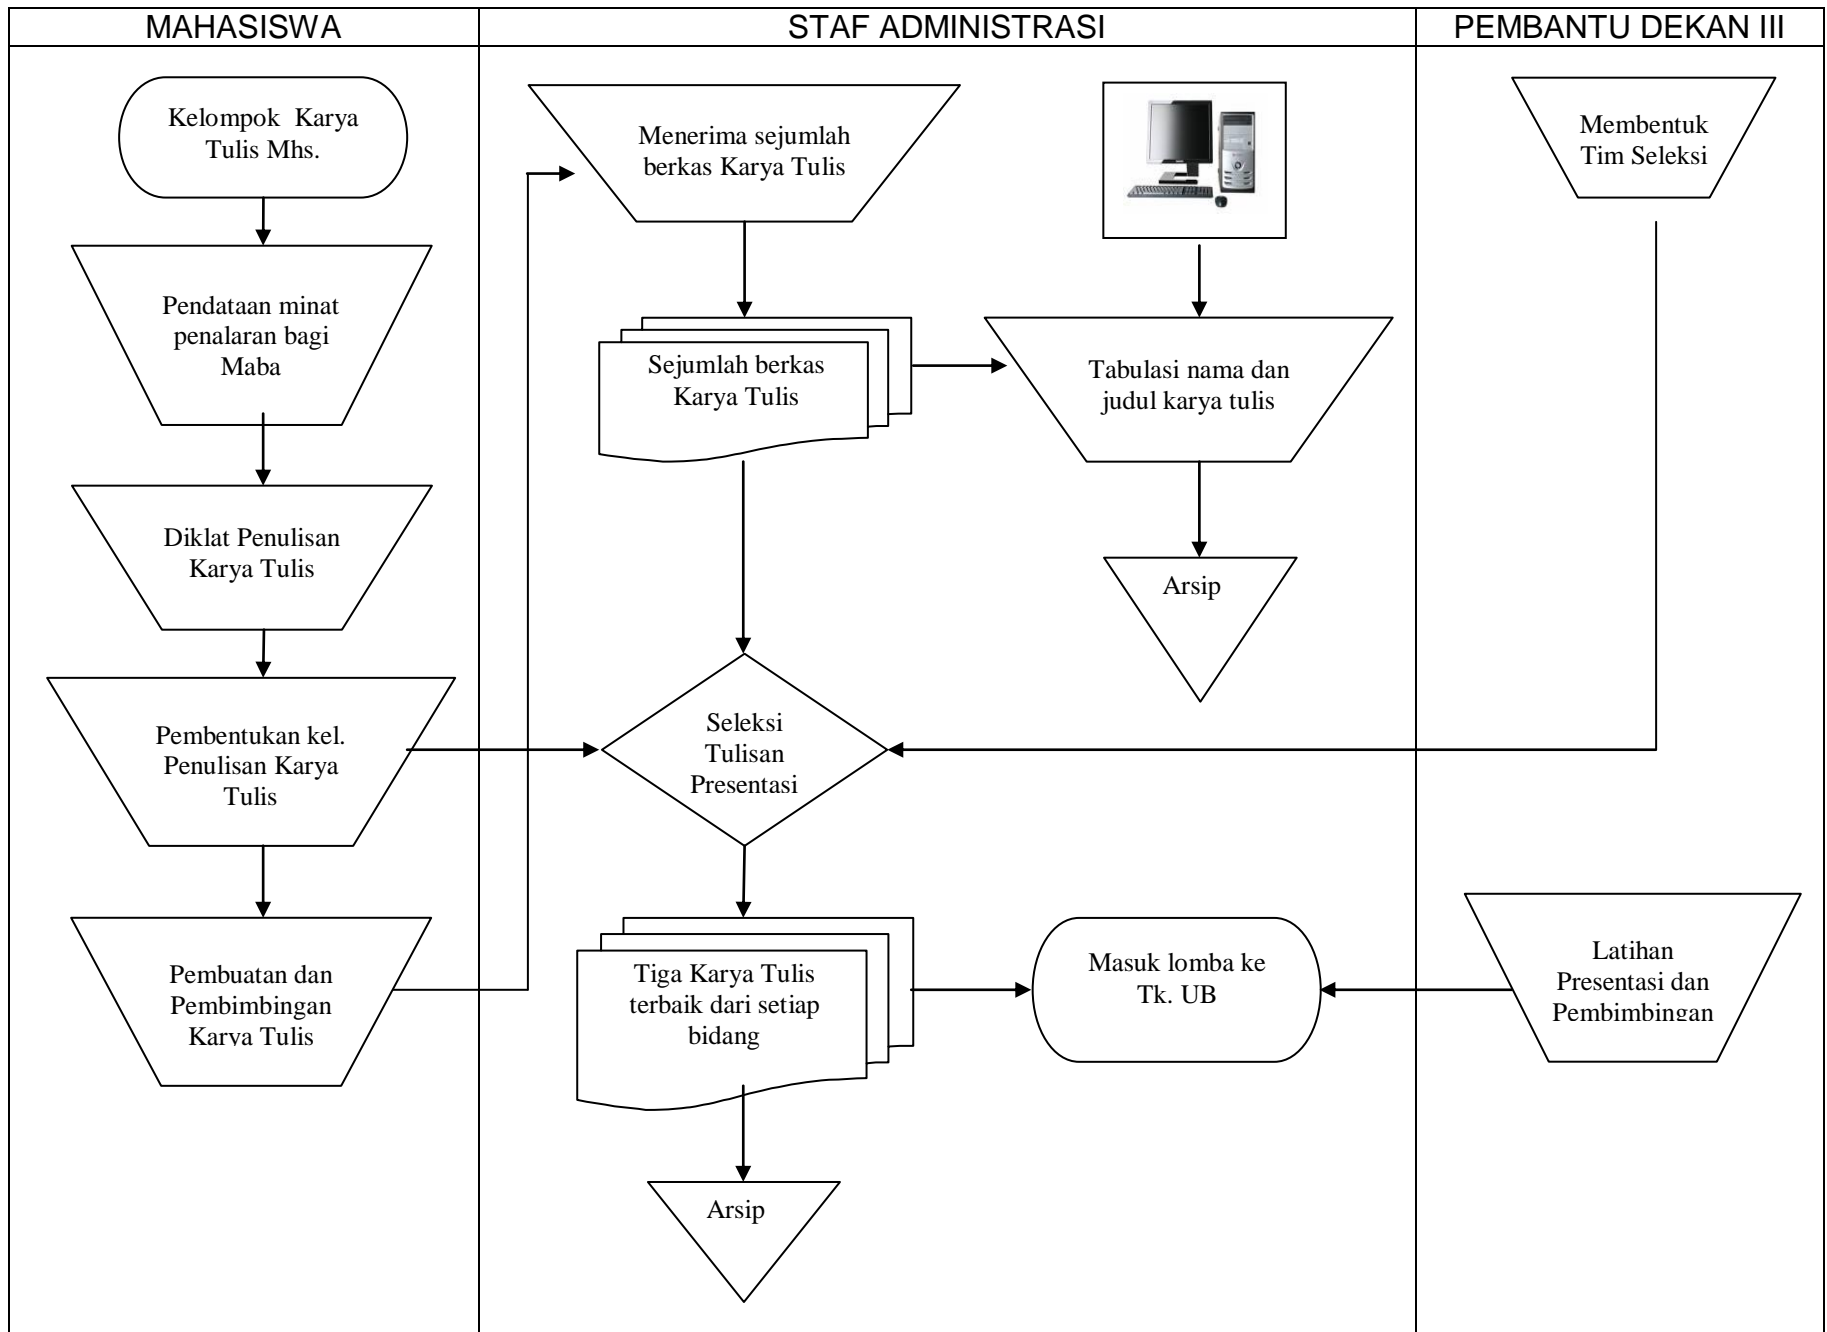 MAHASISWA
STAF ADMINISTRASI
PEMBANTU DEKAN III
Kelompok Karya
Tulis Mhs.
Pendataan minat
penalaran bagi
Maba
Diklat Penulisan
Karya Tulis
Pembentukan kel.
Penulisan Karya
Tulis
Pembuatan dan
Pembimbingan
Karya Tulis
Menerima sejumlah
berkas Karya Tulis
Sejumlah berkas
Karya Tulis
Tabulasi nama dan
judul karya tulis
Arsip
Seleksi
Tulisan
Presentasi
Tiga Karya Tulis
terbaik dari setiap
bidang
Masuk lomba ke
Tk. UB
Arsip
Membentuk
Tim Seleksi
Latihan
Presentasi dan
Pembimbingan